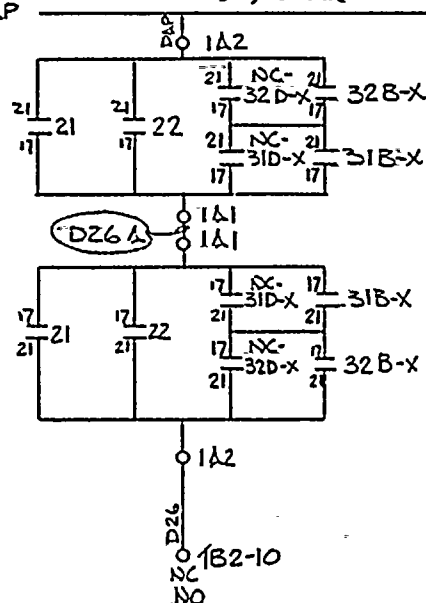 P
DAP
1A2
21 NC- 21
32D-X 32B-X
17 17
21 21
21 22
17 17
21 NC- 21
31D-X 31B-X
17 17
1A1
D26A
1A1
17 NC- 17
31D-X 31B-X
21 21
17 21
17 22
21 21
NC- 17
17 32D-X 32B-X
21 21
1A2
D26
TB2-10
NC
NO